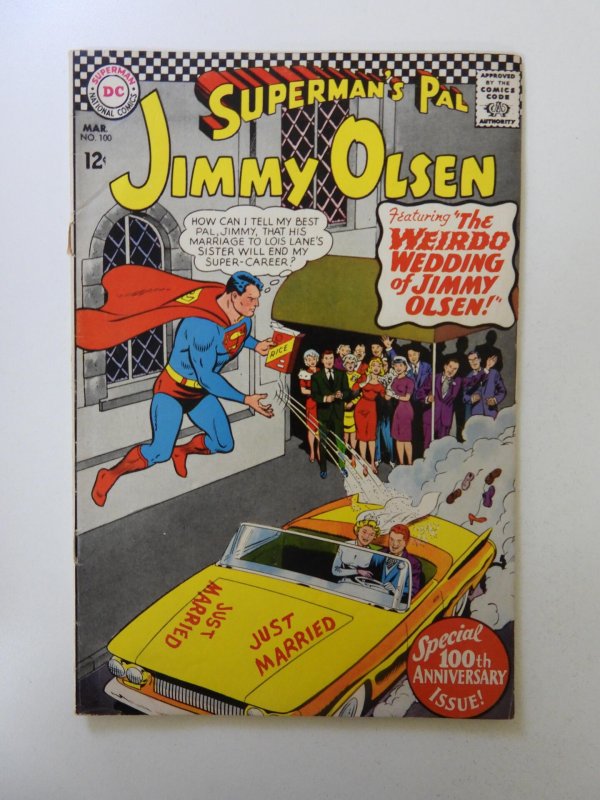 SUPERMAN
DC
NATIONAL COMICS
MAR.
NO. 100
12¢
SUPERMAN'S PAL
JIMMY OLSEN
APPROVED
BY THE
COMICS
CODE
AUTHORITY
HOW CAN I TELL MY BEST
PAL, JIMMY, THAT HIS
MARRIAGE TO LOIS LANE'S
SISTER WILL END MY
SUPER-CAREER?
Featuring "The
WEIRDO
WEDDING
of JIMMY
OLSEN!"
S
RICE
JUST
MARRIED
JUST
MARRIED
Special
100th
ANNIVERSARY
ISSUE!